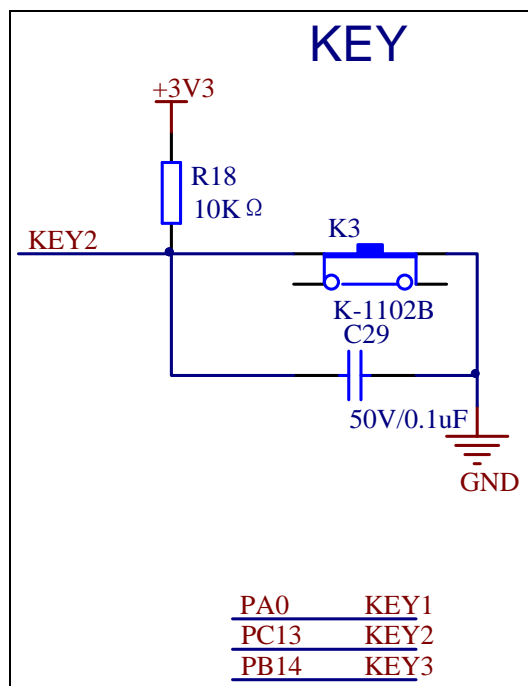 KEY
+3V3
R18
10K Ω
KEY2
K3
K-1102B
C29
50V/0.1uF
GND
PA0 KEY1
PC13 KEY2
PB14 KEY3